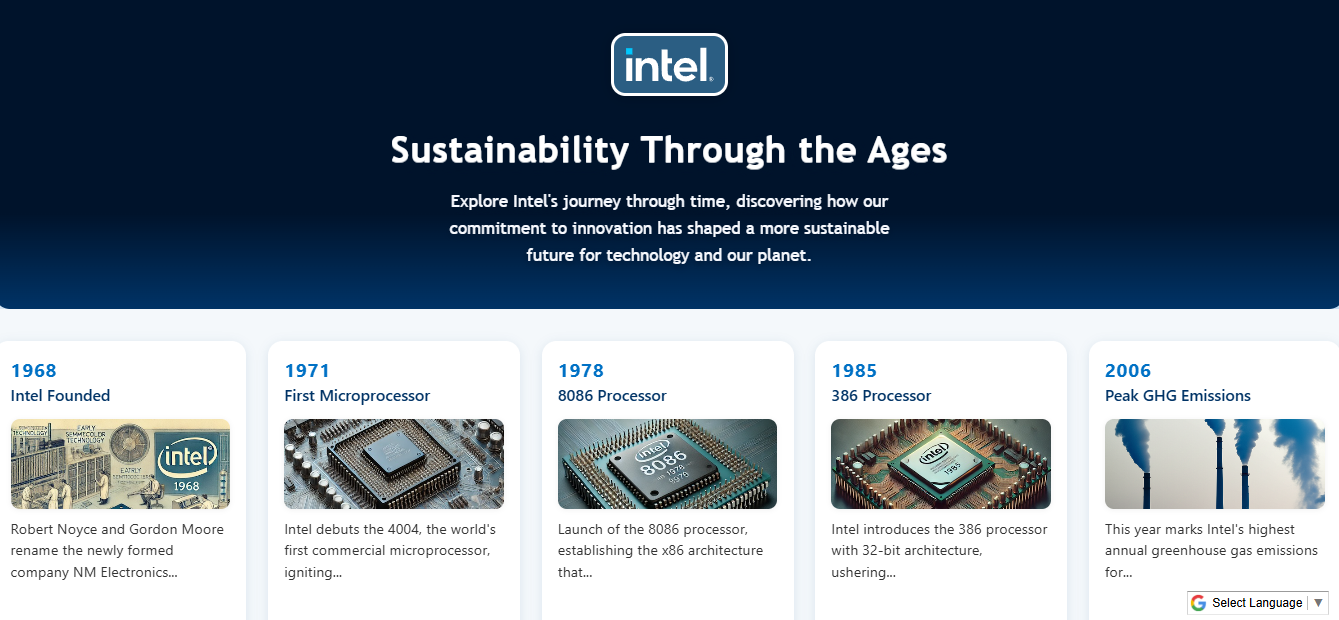 intel.
Sustainability Through the Ages
Explore Intel's journey through time, discovering how our
commitment to innovation has shaped a more sustainable
future for technology and our planet.
1968
Intel Founded
EARLY
TECHNOLOGY
intel
1968
Robert Noyce and Gordon Moore
rename the newly formed
company NM Electronics...
1971
First Microprocessor
Intel debuts the 4004, the world's
first commercial microprocessor,
igniting...
1978
8086 Processor
intel
8086
1978
Launch of the 8086 processor,
establishing the x86 architecture
that...
1985
386 Processor
intel
1985
Intel introduces the 386 processor
with 32-bit architecture,
ushering...
2006
Peak GHG Emissions
This year marks Intel's highest
annual greenhouse gas emissions
for...
Select Language